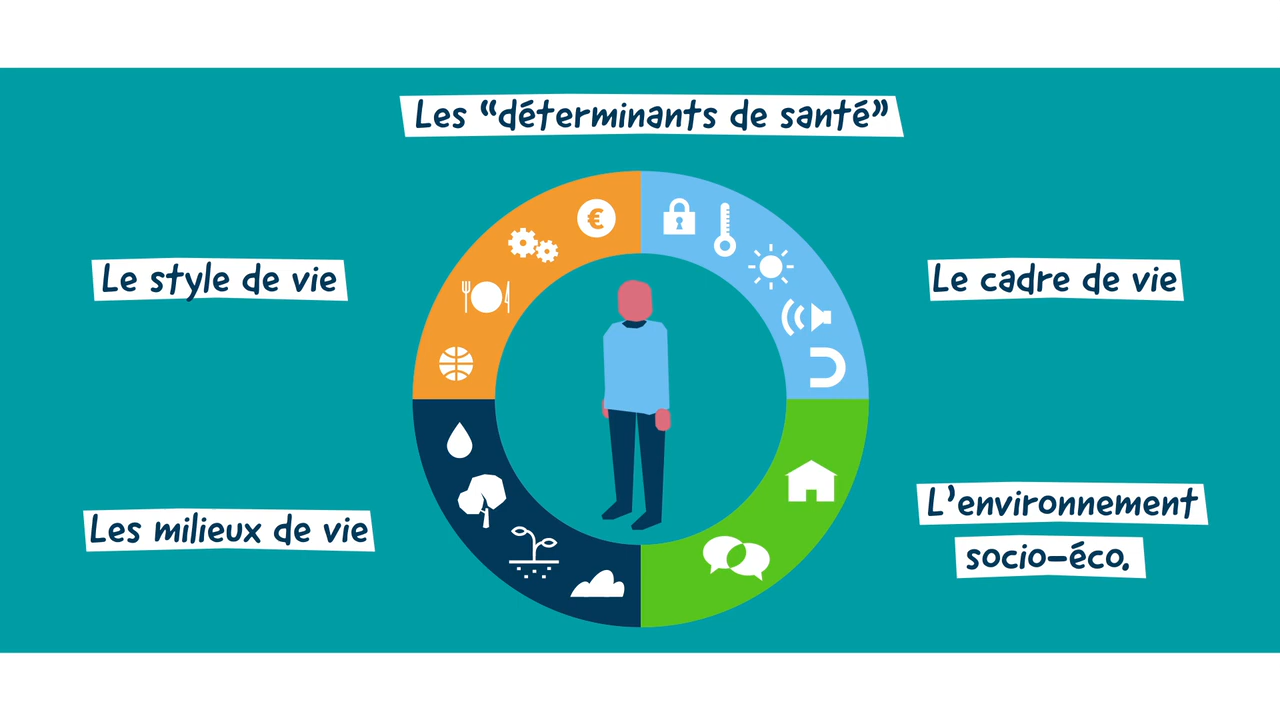 Les “déterminants de santé”
Le style de vie
Le cadre de vie
Les milieux de vie
L'environnement
socio-éco.
€